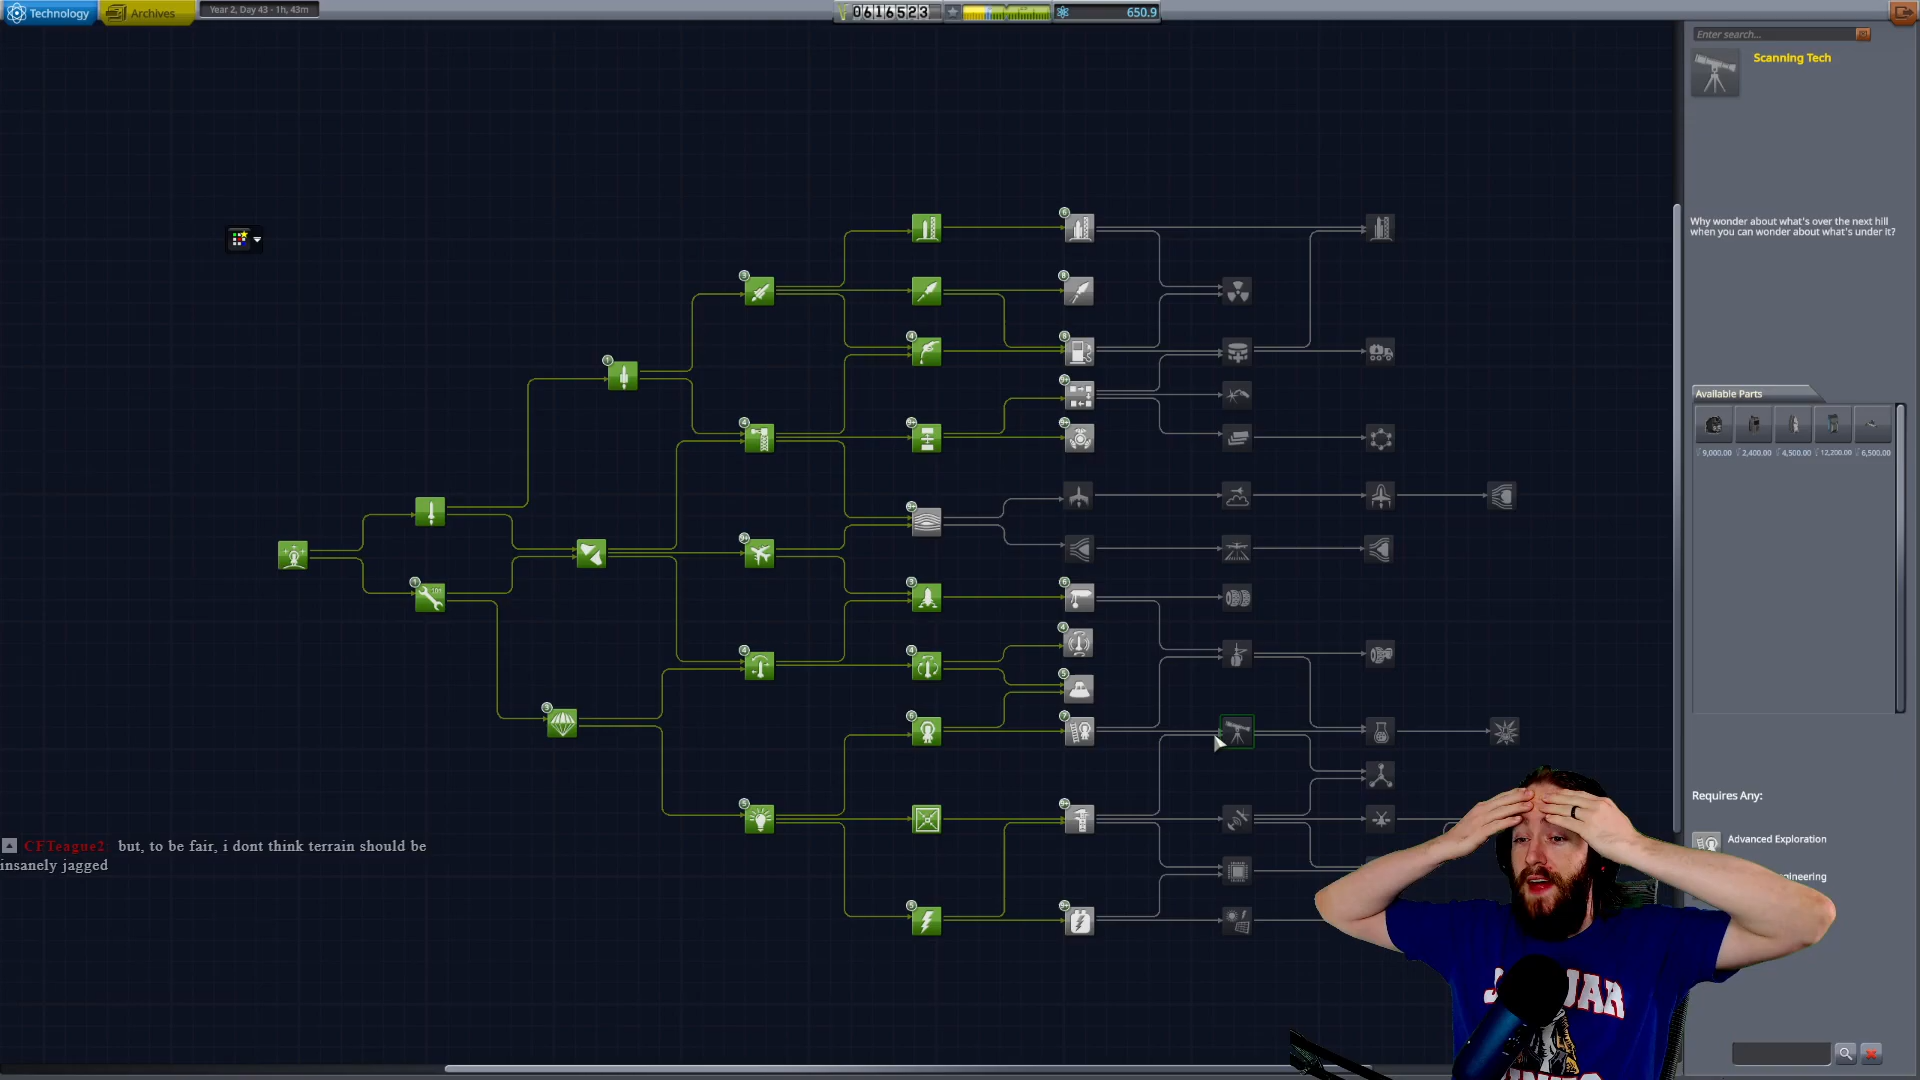 Technology
Archives
Year 2, Day 43 - 1h, 43m
0616523
650.9
Enter search...
Scanning Tech
Why wonder about what's over the next hill
when you can wonder about what's under it?
Available Parts
9,000.00 2,400.00 4,500.00 12,200.00 6,500.00
Requires Any:
Advanced Exploration
CFTeague2 but, to be fair, i dont think terrain should be
insanely jagged